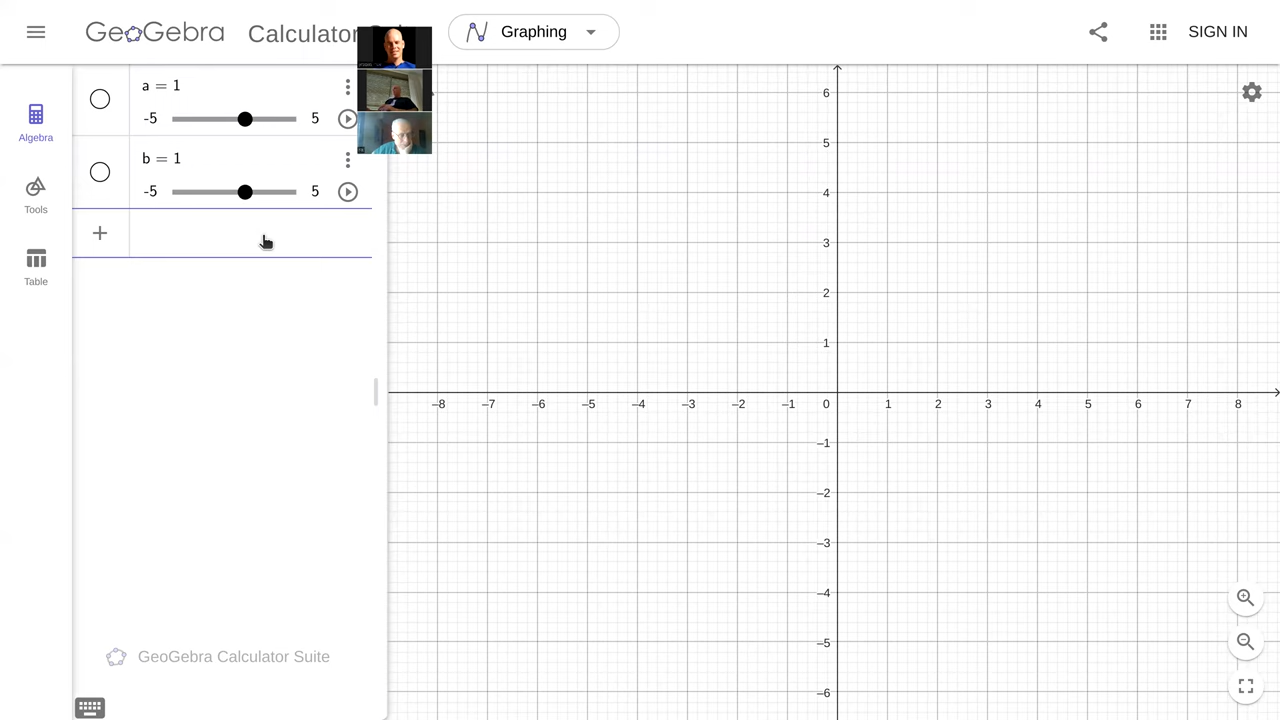 GeoGebra
Calculator
Graphing
SIGN IN
Algebra
Tools
Table
a = 1
-5
5
b = 1
-5
5
+
GeoGebra Calculator Suite
6
5
4
3
2
1
–8 –7 –6 –5 –4 –3 –2 –1 0 1 2 3 4 5 6 7 8
–1
–2
–3
–4
–5
–6